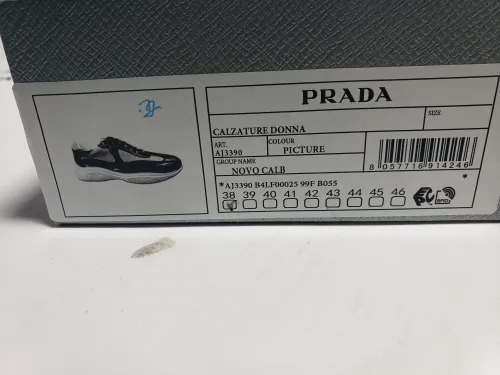 PRADA
CALZATURE DONNA
SIZE
ART.
AJ3390
COLOUR
PICTURE
GROUP NAME
NOVO CALB
8 057716 914246
*AJ3390 B4LF00025 99F B055 *
38 39 40 41 42 43 44 45 46
RFID